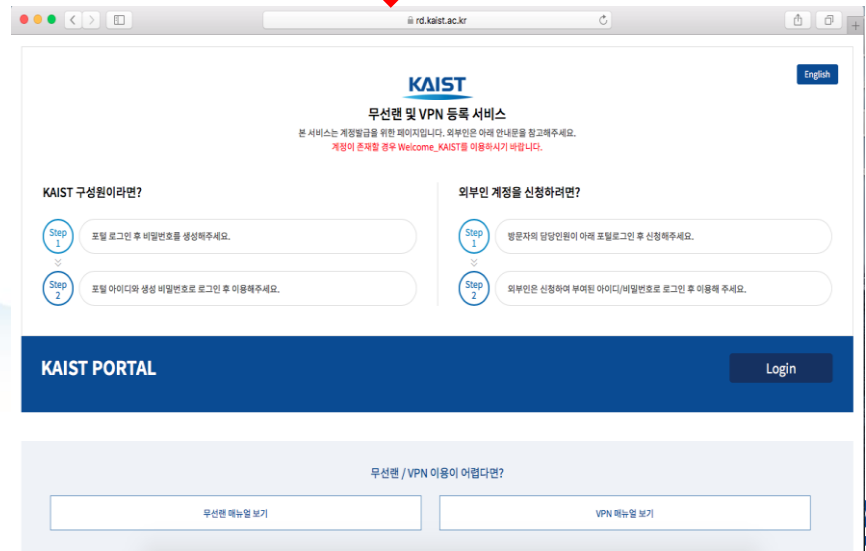 rd.kaist.ac.kr
English
KAIST
무선랜 및 VPN 등록 서비스
본 서비스는 계정발급을 위한 페이지입니다. 외부인은 아래 안내문을 참고해주세요.
계정이 존재할 경우 Welcome_KAIST를 이용하시기 바랍니다.
KAIST 구성원이라면?
Step 1
포털 로그인 후 비밀번호를 생성해주세요.
Step 2
포털 아이디와 생성 비밀번호로 로그인 후 이용해주세요.
외부인 계정을 신청하려면?
Step 1
방문자의 담당인원이 아래 포털로그인 후 신청해주세요.
Step 2
외부인은 신청하여 부여된 아이디/비밀번호로 로그인 후 이용해 주세요.
KAIST PORTAL
Login
무선랜 / VPN 이용이 어렵다면?
무선랜 매뉴얼 보기
VPN 매뉴얼 보기